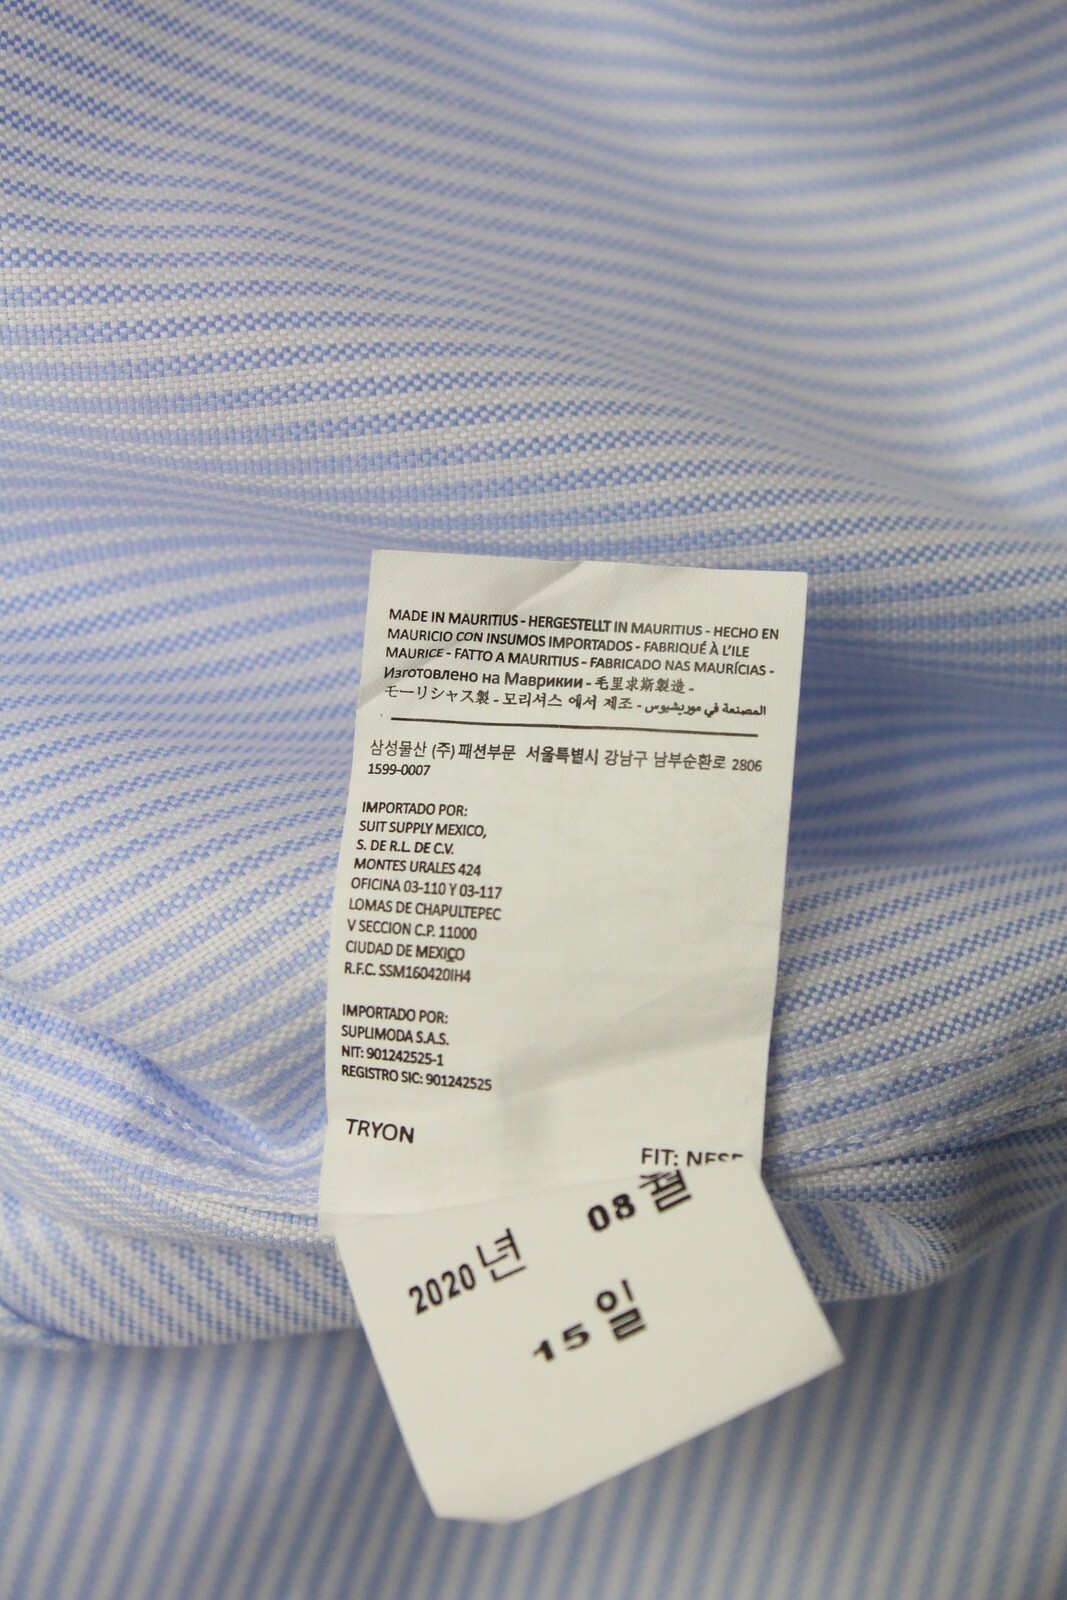 MADE IN MAURITIUS - HERGESTELLT IN MAURITIUS - HECHO EN
MAURICIO CON INSUMOS IMPORTADOS - FABRIQUÉ À L'ILE
MAURICE - FATTO A MAURITIUS - FABRICADO NAS MAURÍCIAS -
Изготовлено на Маврикии - 毛里求斯製造 -
モーリシャス製 - 모리셔스 에서 제조 - المصنعة في موريشيوس
삼성물산 (주) 패션부문 서울특별시 강남구 남부순환로 2806
1599-0007
IMPORTADO POR:
SUIT SUPPLY MEXICO,
S. DE R.L. DE C.V.
MONTES URALES 424
OFICINA 03-110 Y 03-117
LOMAS DE CHAPULTEPEC
V SECCION C.P. 11000
CIUDAD DE MEXICO
R.F.C. SSM160420IH4
IMPORTADO POR:
SUPLIMODA S.A.S.
NIT: 901242525-1
REGISTRO SIC: 901242525
TRYON
FIT:
2020년 08월
15일